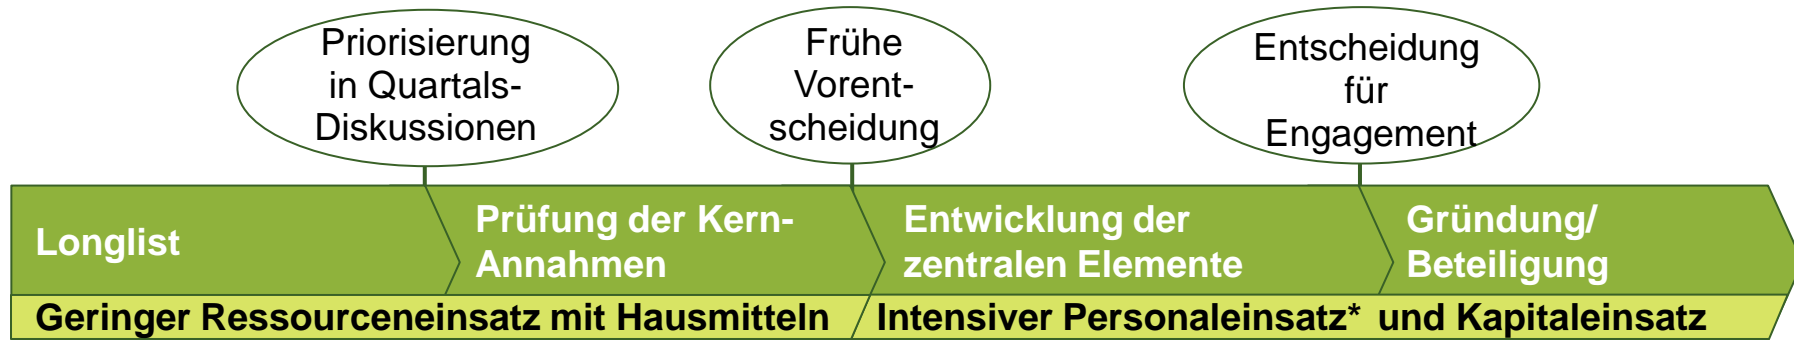 Priorisierung
in Quartals-
Diskussionen
Frühe
Vorent-
scheidung
Entscheidung
für
Engagement
Longlist
Prüfung der Kern-
Annahmen
Entwicklung der
zentralen Elemente
Gründung/
Beteiligung
Geringer Ressourceneinsatz mit Hausmitteln
Intensiver Personaleinsatz* und Kapitaleinsatz